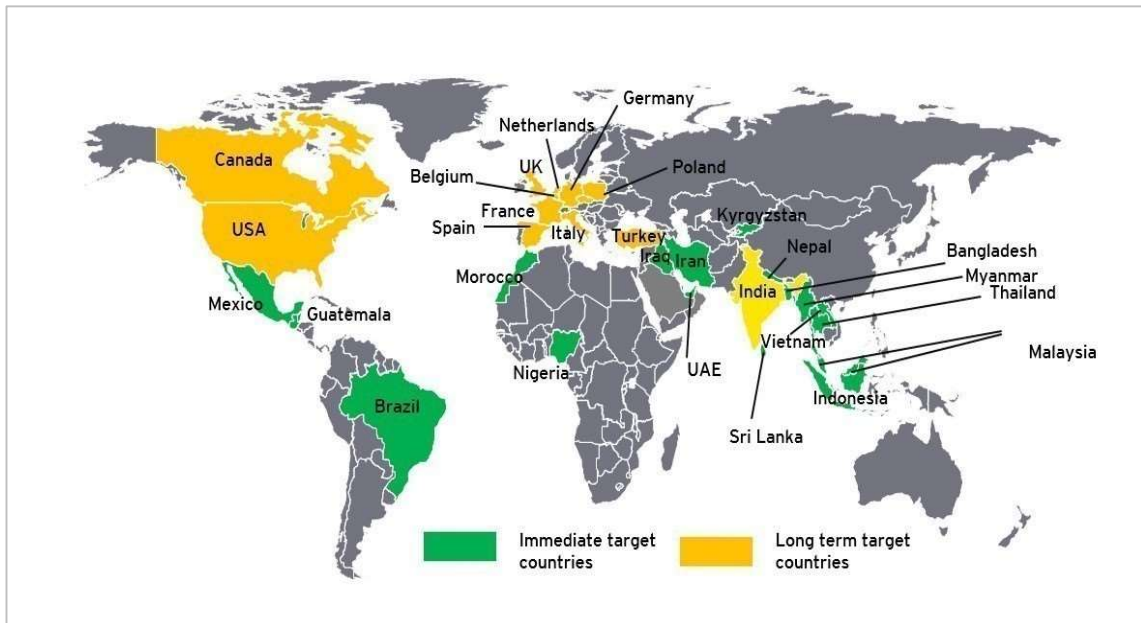 Germany
Netherlands
Canada
UK
Poland
Belgium
France
Kyrgyzstan
USA
Spain
Italy
Turkey
Nepal
Bangladesh
Iraq
Iran
Morocco
Myanmar
India
Thailand
Mexico
Guatemala
Vietnam
Malaysia
Nigeria
UAE
Indonesia
Brazil
Sri Lanka
Immediate target
countries
Long term target
countries